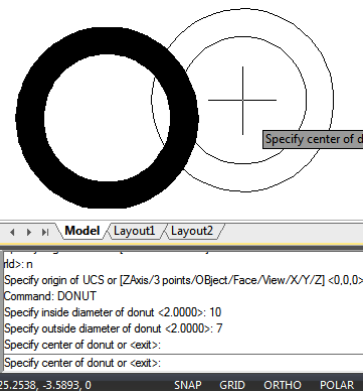 Specify center of d
Model
Layout1
Layout2
rld>: n
Specify origin of UCS or [ZAxis/3 points/OBject/Face/View/X/Y/Z] <0,0,0>
Command: DONUT
Specify inside diameter of donut <2.0000>: 10
Specify outside diameter of donut <2.0000>: 7
Specify center of donut or <exit>:
Specify center of donut or <exit>:
25.2538, -3.5893, 0 SNAP GRID ORTHO POLAR